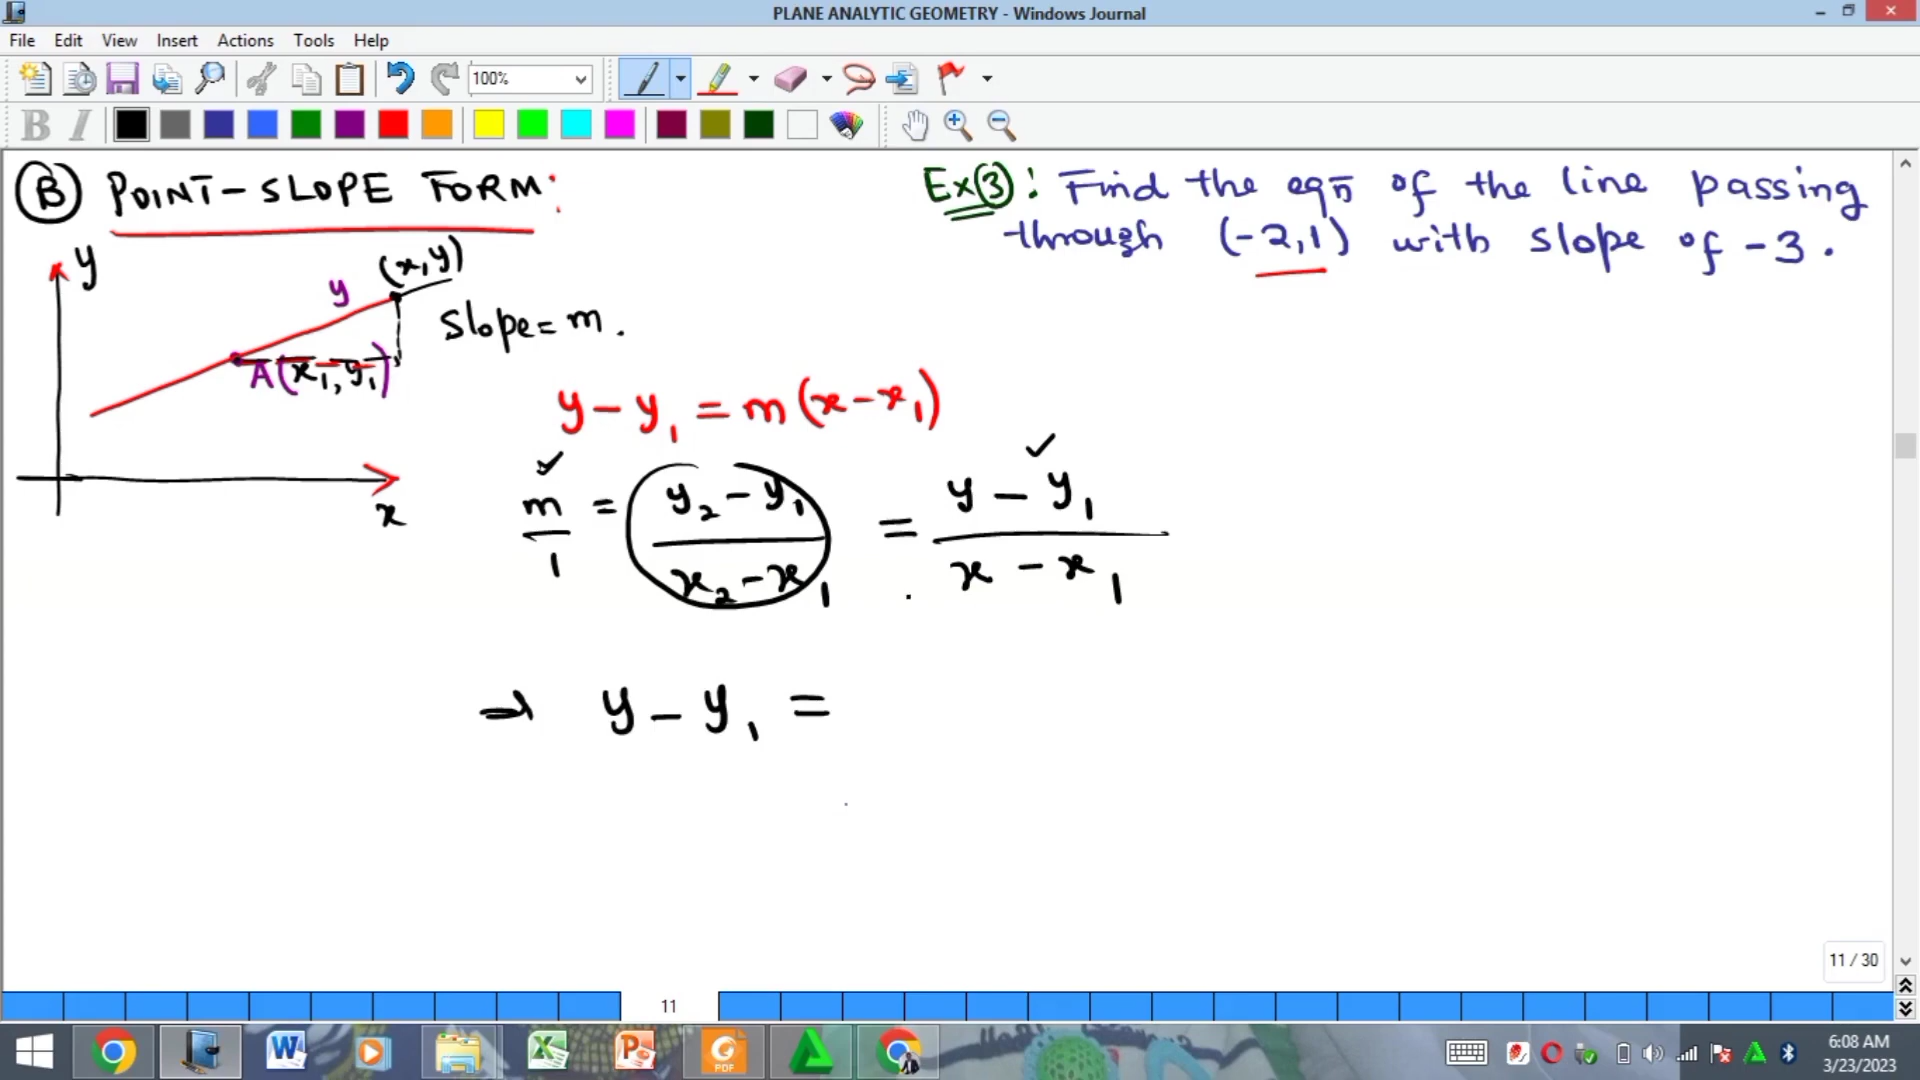 PLANE ANALYTIC GEOMETRY - Windows Journal
File Edit View Insert Actions Tools Help
100%
B I
Ⓑ POINT-SLOPE FORM:
Ex③: Find the eqn̄ of the line passing
through (-2,1) with slope of -3.
y
(x,y)
y
Slope = m.
A(x₁,y₁)
x
y - y₁ = m(x - x₁)
✓ ✓
m/1 = (y₂ - y₁)/(x₂ - x₁) = (y - y₁)/(x - x₁)
⇒ y - y₁ =
11 / 30
11
PDF
6:08 AM
3/23/2023